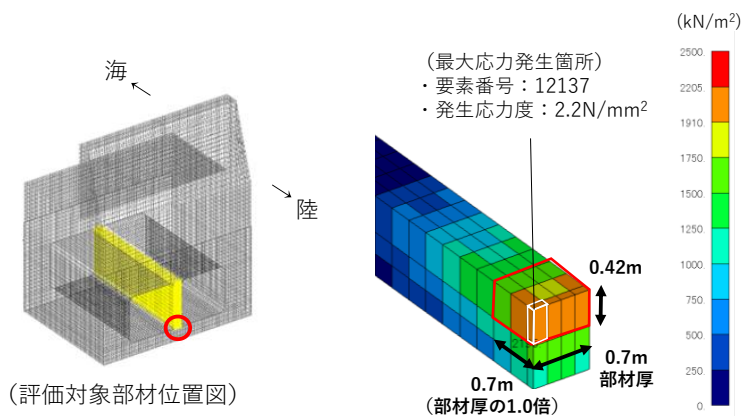 (kN/m²)
海
陸
（評価対象部材位置図）
（最大応力発生箇所）
・要素番号：12137
・発生応力度：2.2N/mm²
0.42m
0.7m
部材厚
0.7m
（部材厚の1.0倍）
2500.
2205.
1910.
1750.
1500.
1250.
1000.
750.
500.
250.
0.